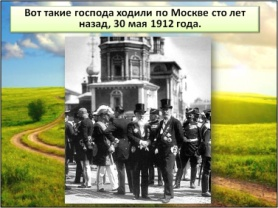 Вот такие господа ходили по Москве сто лет
назад, 30 мая 1912 года.